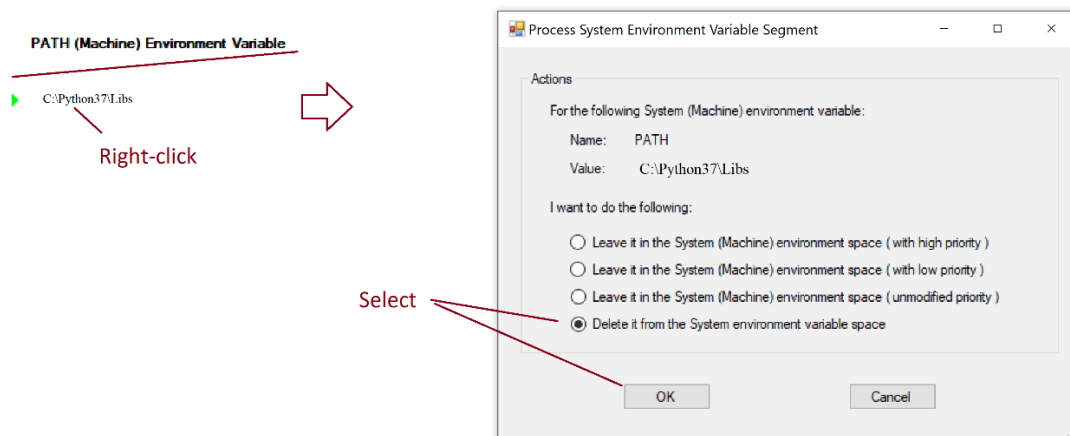 PATH (Machine) Environment Variable
C:\Python37\Libs
Right-click
Process System Environment Variable Segment
Actions
For the following System (Machine) environment variable:
Name: PATH
Value: C:\Python37\Libs
I want to do the following:
Leave it in the System (Machine) environment space ( with high priority )
Leave it in the System (Machine) environment space ( with low priority )
Leave it in the System (Machine) environment space ( unmodified priority )
Select
Delete it from the System environment variable space
OK Cancel